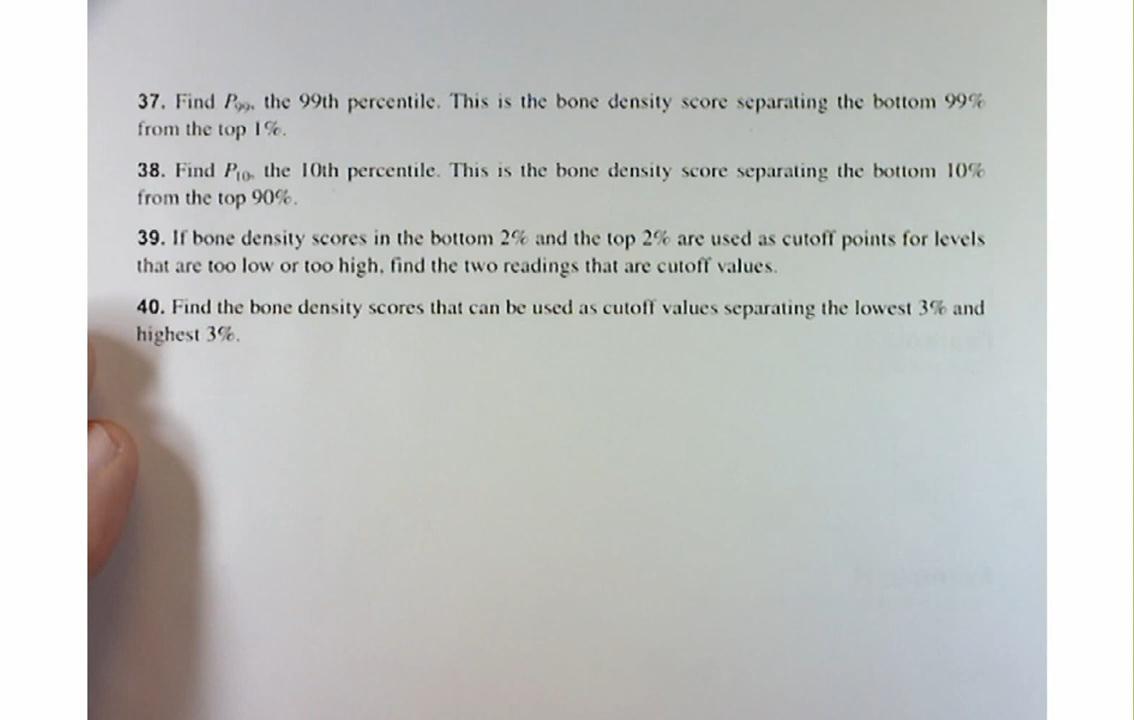 37. Find P99, the 99th percentile. This is the bone density score separating the bottom 99%
from the top 1%.
38. Find P10, the 10th percentile. This is the bone density score separating the bottom 10%
from the top 90%.
39. If bone density scores in the bottom 2% and the top 2% are used as cutoff points for levels
that are too low or too high, find the two readings that are cutoff values.
40. Find the bone density scores that can be used as cutoff values separating the lowest 3% and
highest 3%.